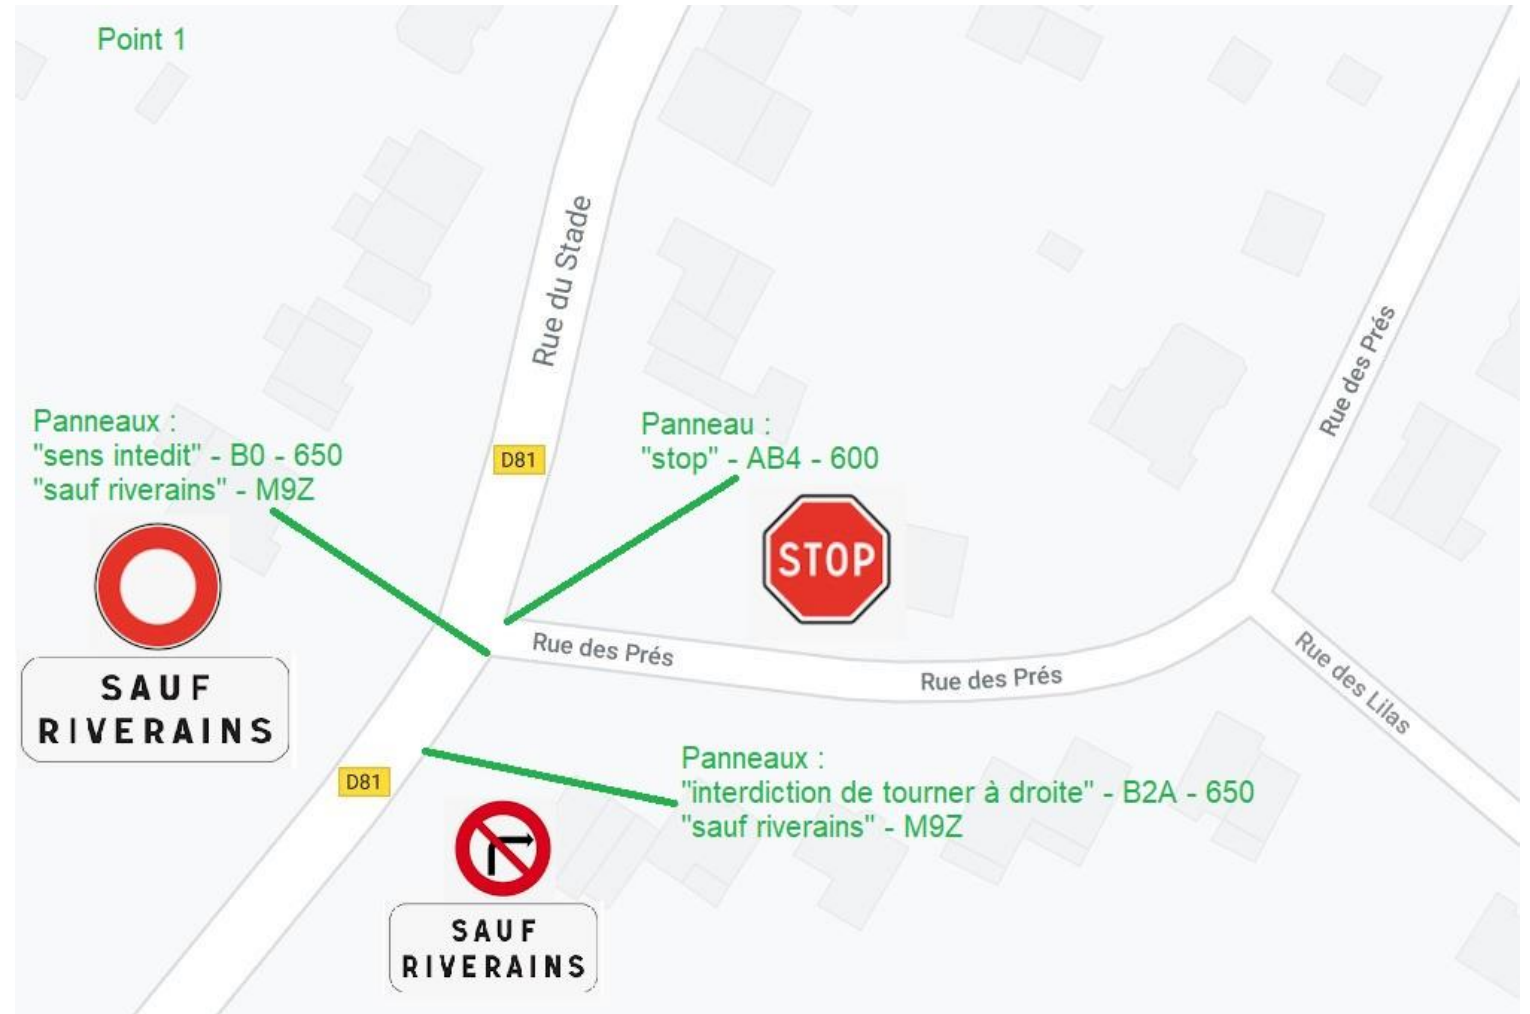 Point 1
Rue du Stade
Rue des Prés
Panneaux :
"sens intedit" - B0 - 650
"sauf riverains" - M9Z
Panneau :
"stop" - AB4 - 600
D81
STOP
SAUF
RIVERAINS
Rue des Prés
Rue des Prés
Rue des Lilas
D81
Panneaux :
"interdiction de tourner à droite" - B2A - 650
"sauf riverains" - M9Z
SAUF
RIVERAINS